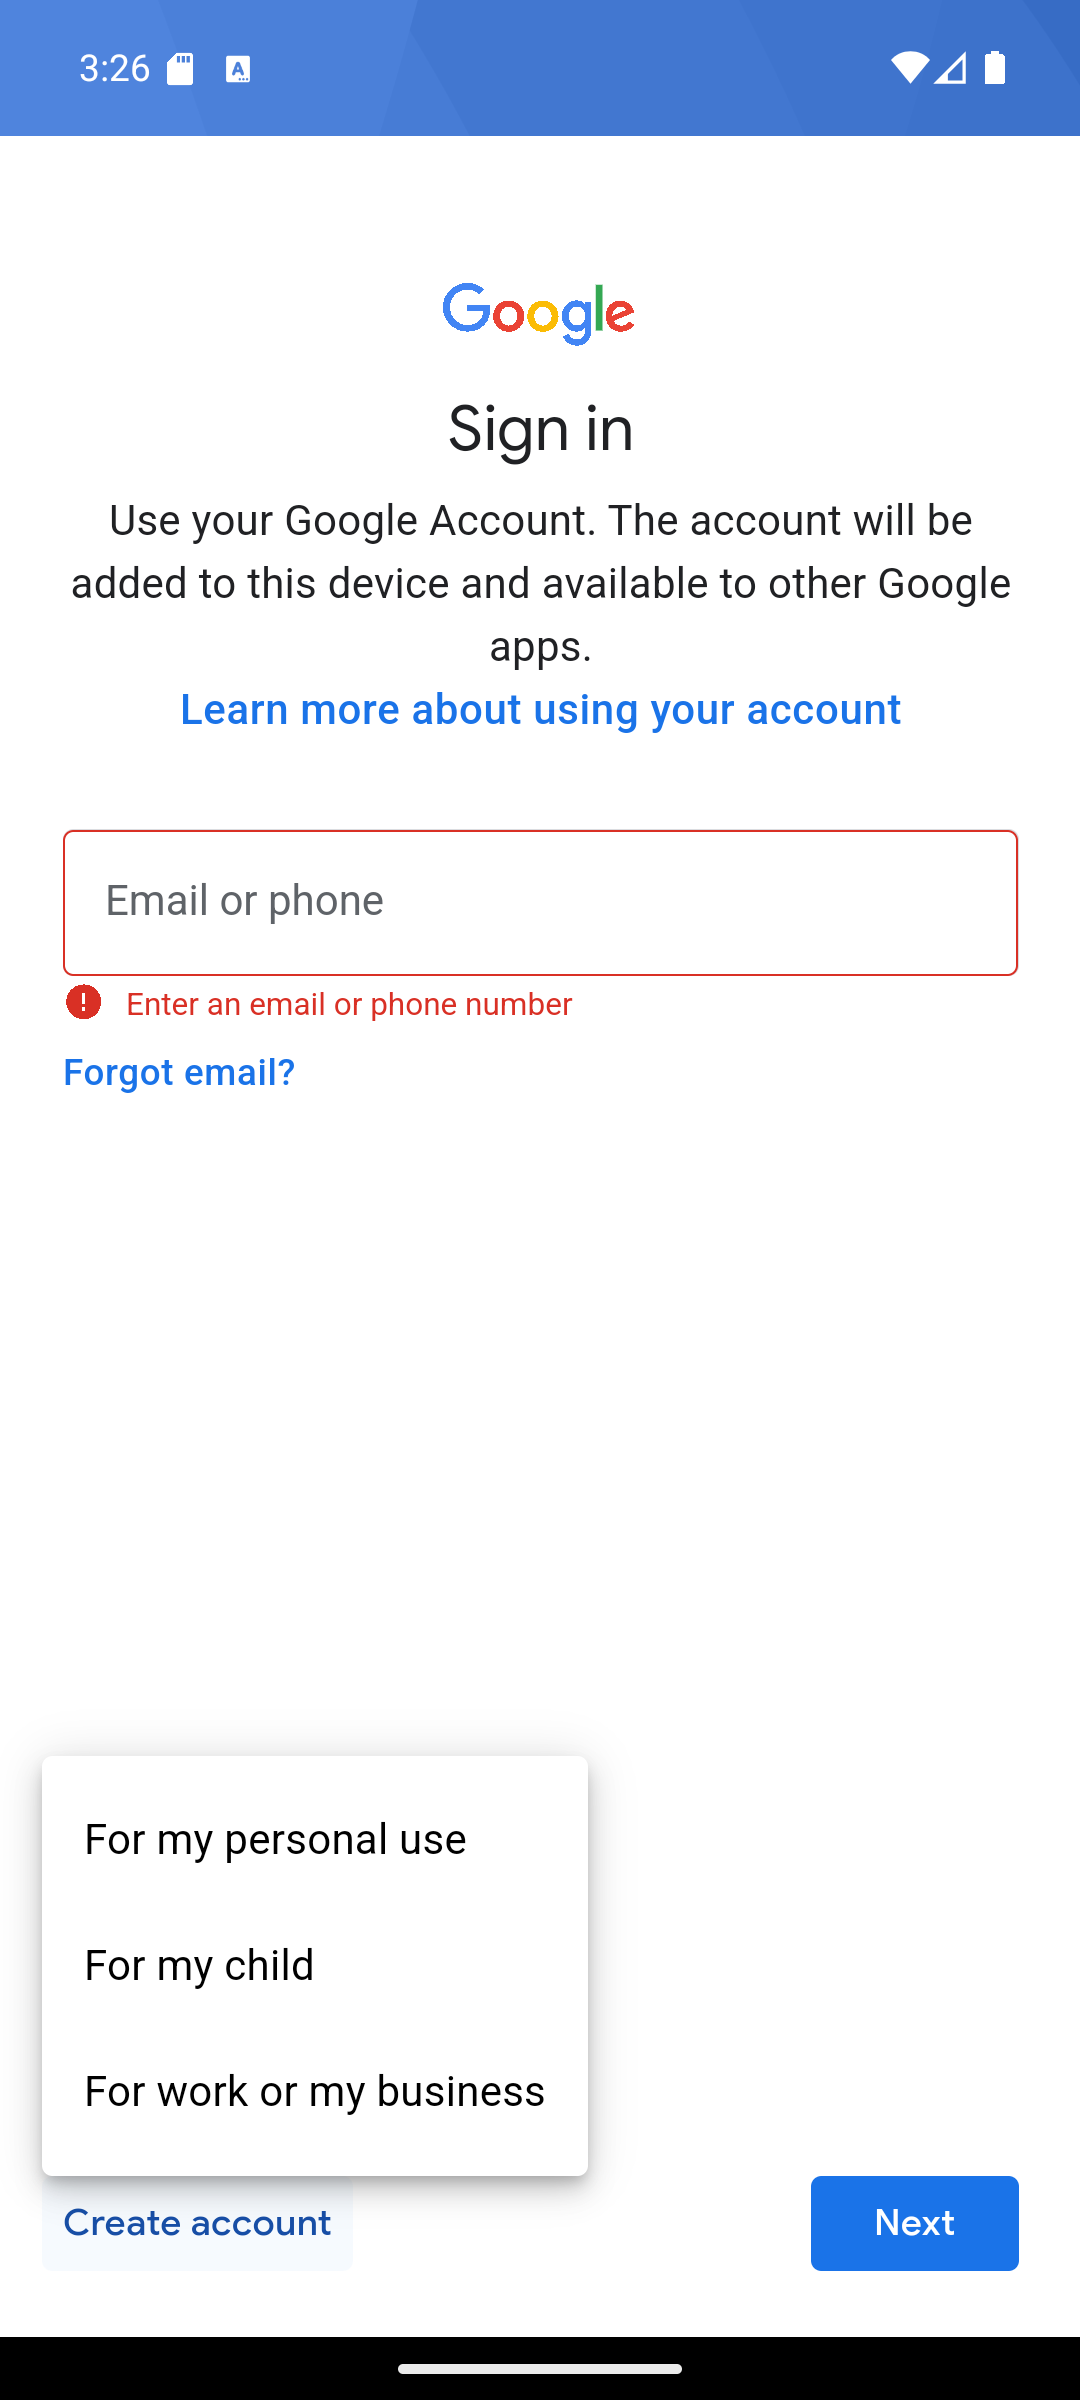 3:26
Google
Sign in
Use your Google Account. The account will be
added to this device and available to other Google
apps.
Learn more about using your account
Email or phone
Enter an email or phone number
Forgot email?
For my personal use
For my child
For work or my business
Create account
Next